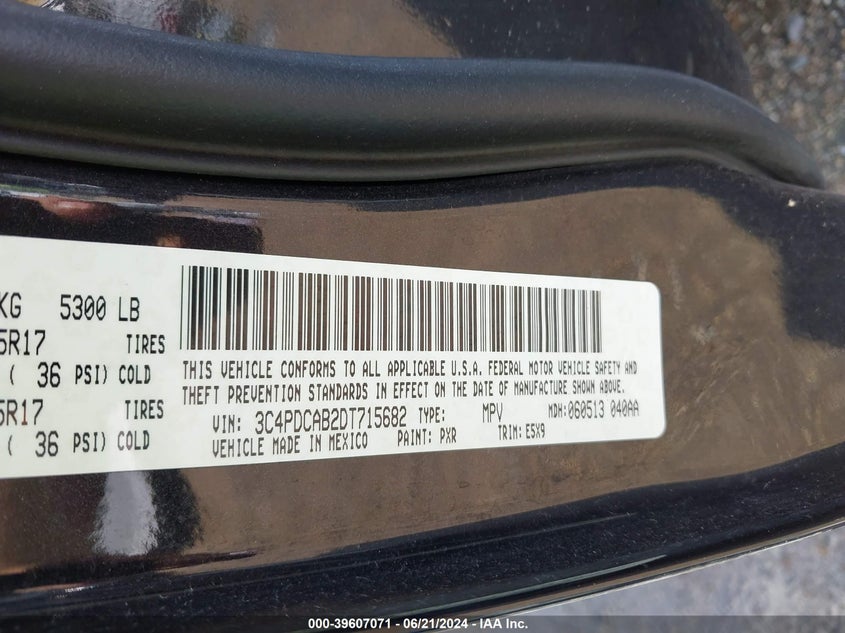 KG 5300 LB
5R17 TIRES
( 36 PSI) COLD
5R17 TIRES
( 36 PSI) COLD
THIS VEHICLE CONFORMS TO ALL APPLICABLE U.S.A. FEDERAL MOTOR VEHICLE SAFETY AND
THEFT PREVENTION STANDARDS IN EFFECT ON THE DATE OF MANUFACTURE SHOWN ABOVE.
VIN: 3C4PDCAB2DT715682 TYPE: MPV MDH:060513 040AA
VEHICLE MADE IN MEXICO PAINT: PXR TRIM: E5X9
000-39607071 - 06/21/2024 - IAA Inc.